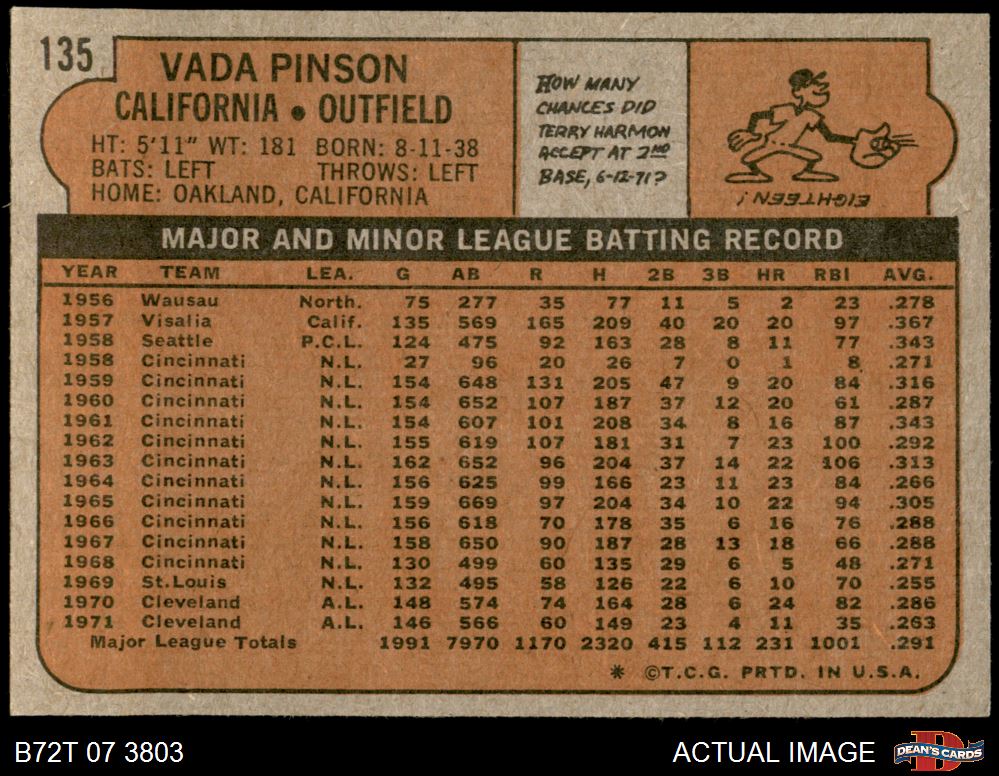 135
VADA PINSON
CALIFORNIA • OUTFIELD
HT: 5'11" WT: 181 BORN: 8-11-38
BATS: LEFT THROWS: LEFT
HOME: OAKLAND, CALIFORNIA
HOW MANY
CHANCES DID
TERRY HARMON
ACCEPT AT 2ND
BASE, 6-12-71?
EIGHTEEN!
MAJOR AND MINOR LEAGUE BATTING RECORD
YEAR TEAM LEA. G AB R H 2B 3B HR RBI AVG.
1956 Wausau North. 75 277 35 77 11 5 2 23 .278
1957 Visalia Calif. 135 569 165 209 40 20 20 97 .367
1958 Seattle P.C.L. 124 475 92 163 28 8 11 77 .343
1958 Cincinnati N.L. 27 96 20 26 7 0 1 8 .271
1959 Cincinnati N.L. 154 648 131 205 47 9 20 84 .316
1960 Cincinnati N.L. 154 652 107 187 37 12 20 61 .287
1961 Cincinnati N.L. 154 607 101 208 34 8 16 87 .343
1962 Cincinnati N.L. 155 619 107 181 31 7 23 100 .292
1963 Cincinnati N.L. 162 652 96 204 37 14 22 106 .313
1964 Cincinnati N.L. 156 625 99 166 23 11 23 84 .266
1965 Cincinnati N.L. 159 669 97 204 34 10 22 94 .305
1966 Cincinnati N.L. 156 618 70 178 35 6 16 76 .288
1967 Cincinnati N.L. 158 650 90 187 28 13 18 66 .288
1968 Cincinnati N.L. 130 499 60 135 29 6 5 48 .271
1969 St.Louis N.L. 132 495 58 126 22 6 10 70 .255
1970 Cleveland A.L. 148 574 74 164 28 6 24 82 .286
1971 Cleveland A.L. 146 566 60 149 23 4 11 35 .263
Major League Totals 1991 7970 1170 2320 415 112 231 1001 .291
* ©T.C.G. PRTD. IN U.S.A.
B72T 07 3803
ACTUAL IMAGE
DEAN'S CARDS